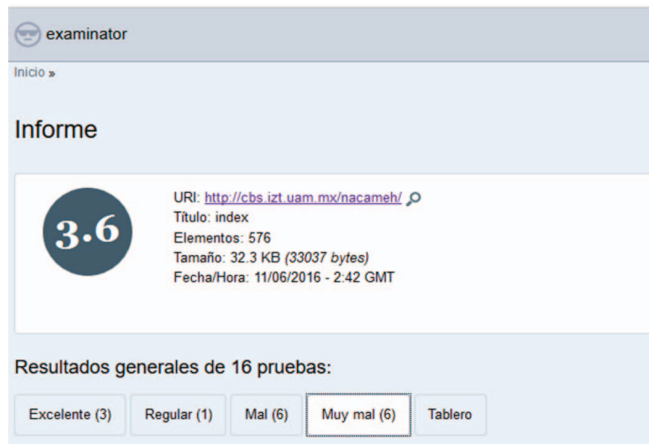 examinator
Inicio »
Informe
3.6
URI: http://cbs.izt.uam.mx/nacameh/
Título: index
Elementos: 576
Tamaño: 32.3 KB (33037 bytes)
Fecha/Hora: 11/06/2016 - 2:42 GMT
Resultados generales de 16 pruebas:
Excelente (3) Regular (1) Mal (6) Muy mal (6) Tablero